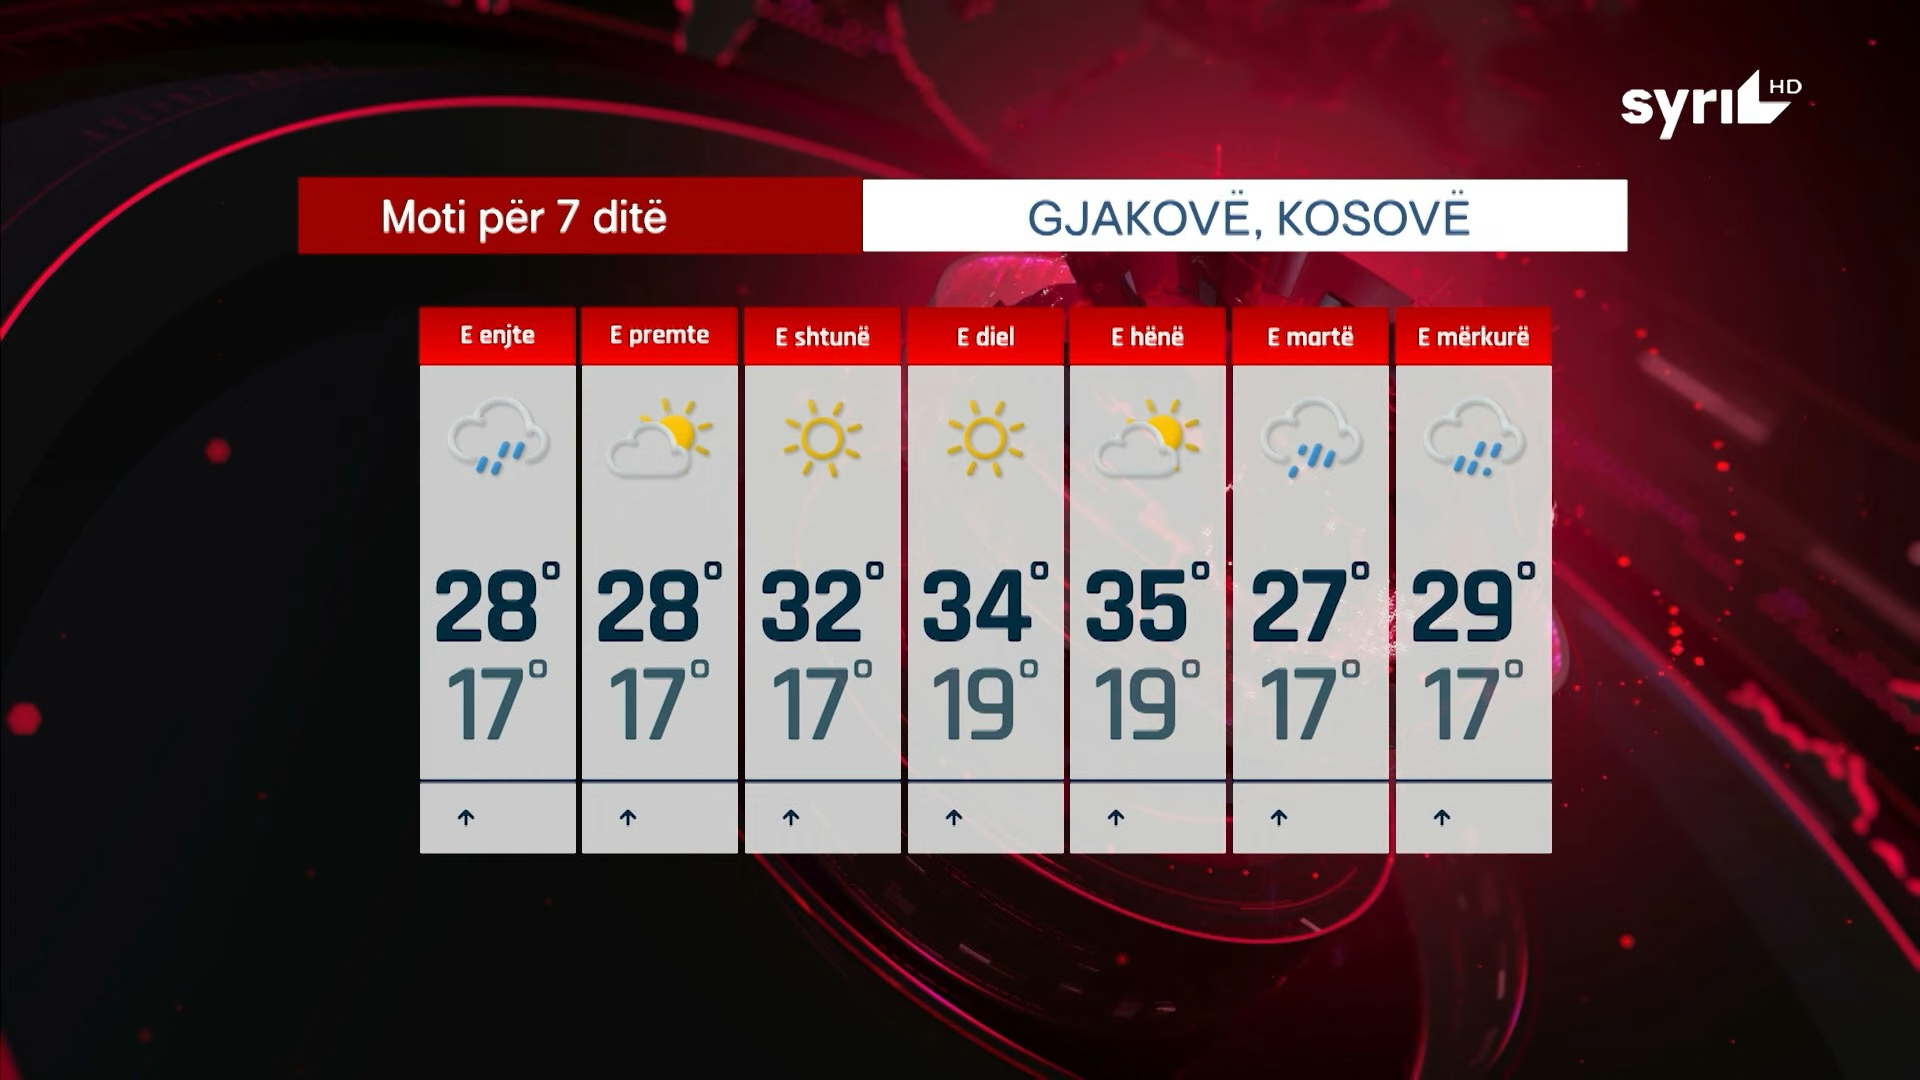 syri HD
Moti për 7 ditë
GJAKOVË, KOSOVË
E enjte
E premte
E shtunë
E diel
E hënë
E martë
E mërkurë
28° 28° 32° 34° 35° 27° 29°
17° 17° 17° 19° 19° 17° 17°